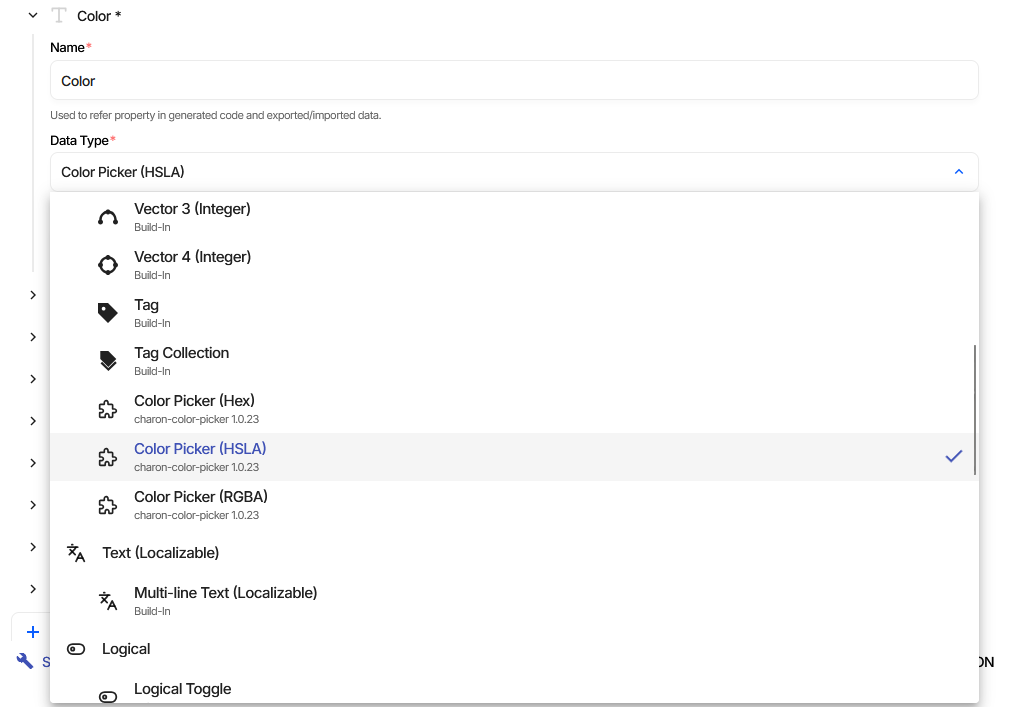 Color *
Name*
Color
Used to refer property in generated code and exported/imported data.
Data Type*
Color Picker (HSLA)
Vector 3 (Integer)
Build-In
Vector 4 (Integer)
Build-In
Tag
Build-In
Tag Collection
Build-In
Color Picker (Hex)
charon-color-picker 1.0.23
Color Picker (HSLA)
charon-color-picker 1.0.23
Color Picker (RGBA)
charon-color-picker 1.0.23
Text (Localizable)
Multi-line Text (Localizable)
Build-In
Logical
Logical Toggle